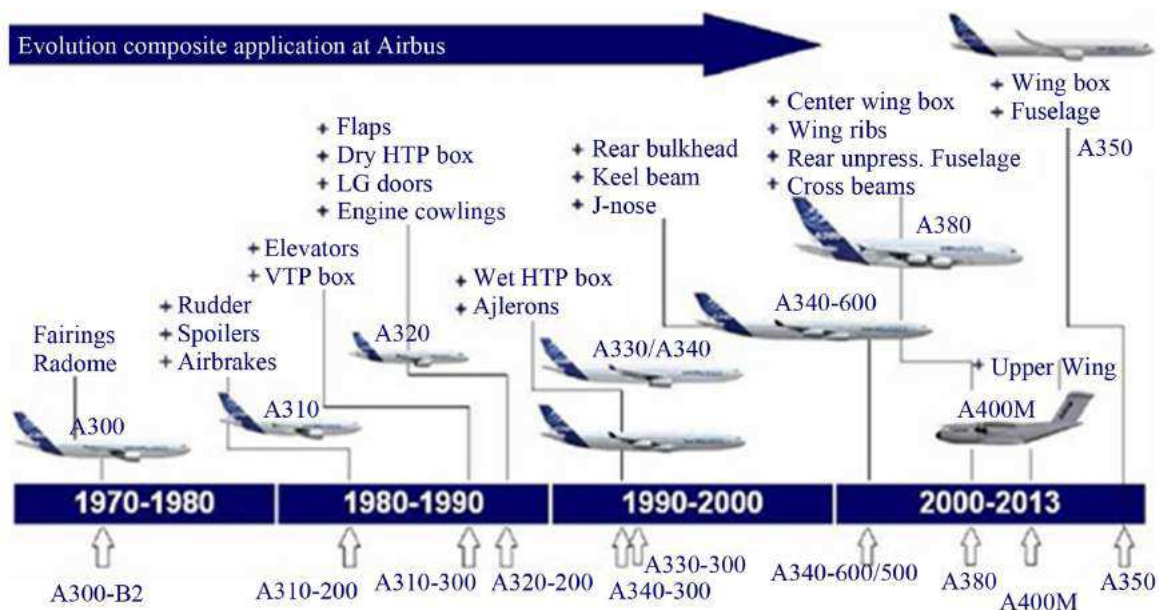 Evolution composite application at Airbus
+ Wing box
+ Fuselage
A350
+ Center wing box
+ Wing ribs
+ Rear unpress. Fuselage
+ Cross beams
A380
+ Flaps
+ Dry HTP box
+ LG doors
+ Engine cowlings
+ Rear bulkhead
+ Keel beam
+ J-nose
+ Elevators
+ VTP box
+ Wet HTP box
+ Ajlerons
A340-600
+ Rudder
+ Spoilers
+ Airbrakes
Fairings
Radome
A320
A330/A340
+ Upper Wing
A300
A310
A400M
1970-1980
1980-1990
1990-2000
2000-2013
A300-B2
A310-200
A310-300
A320-200
A330-300
A340-300
A340-600/500
A380
A400M
A350